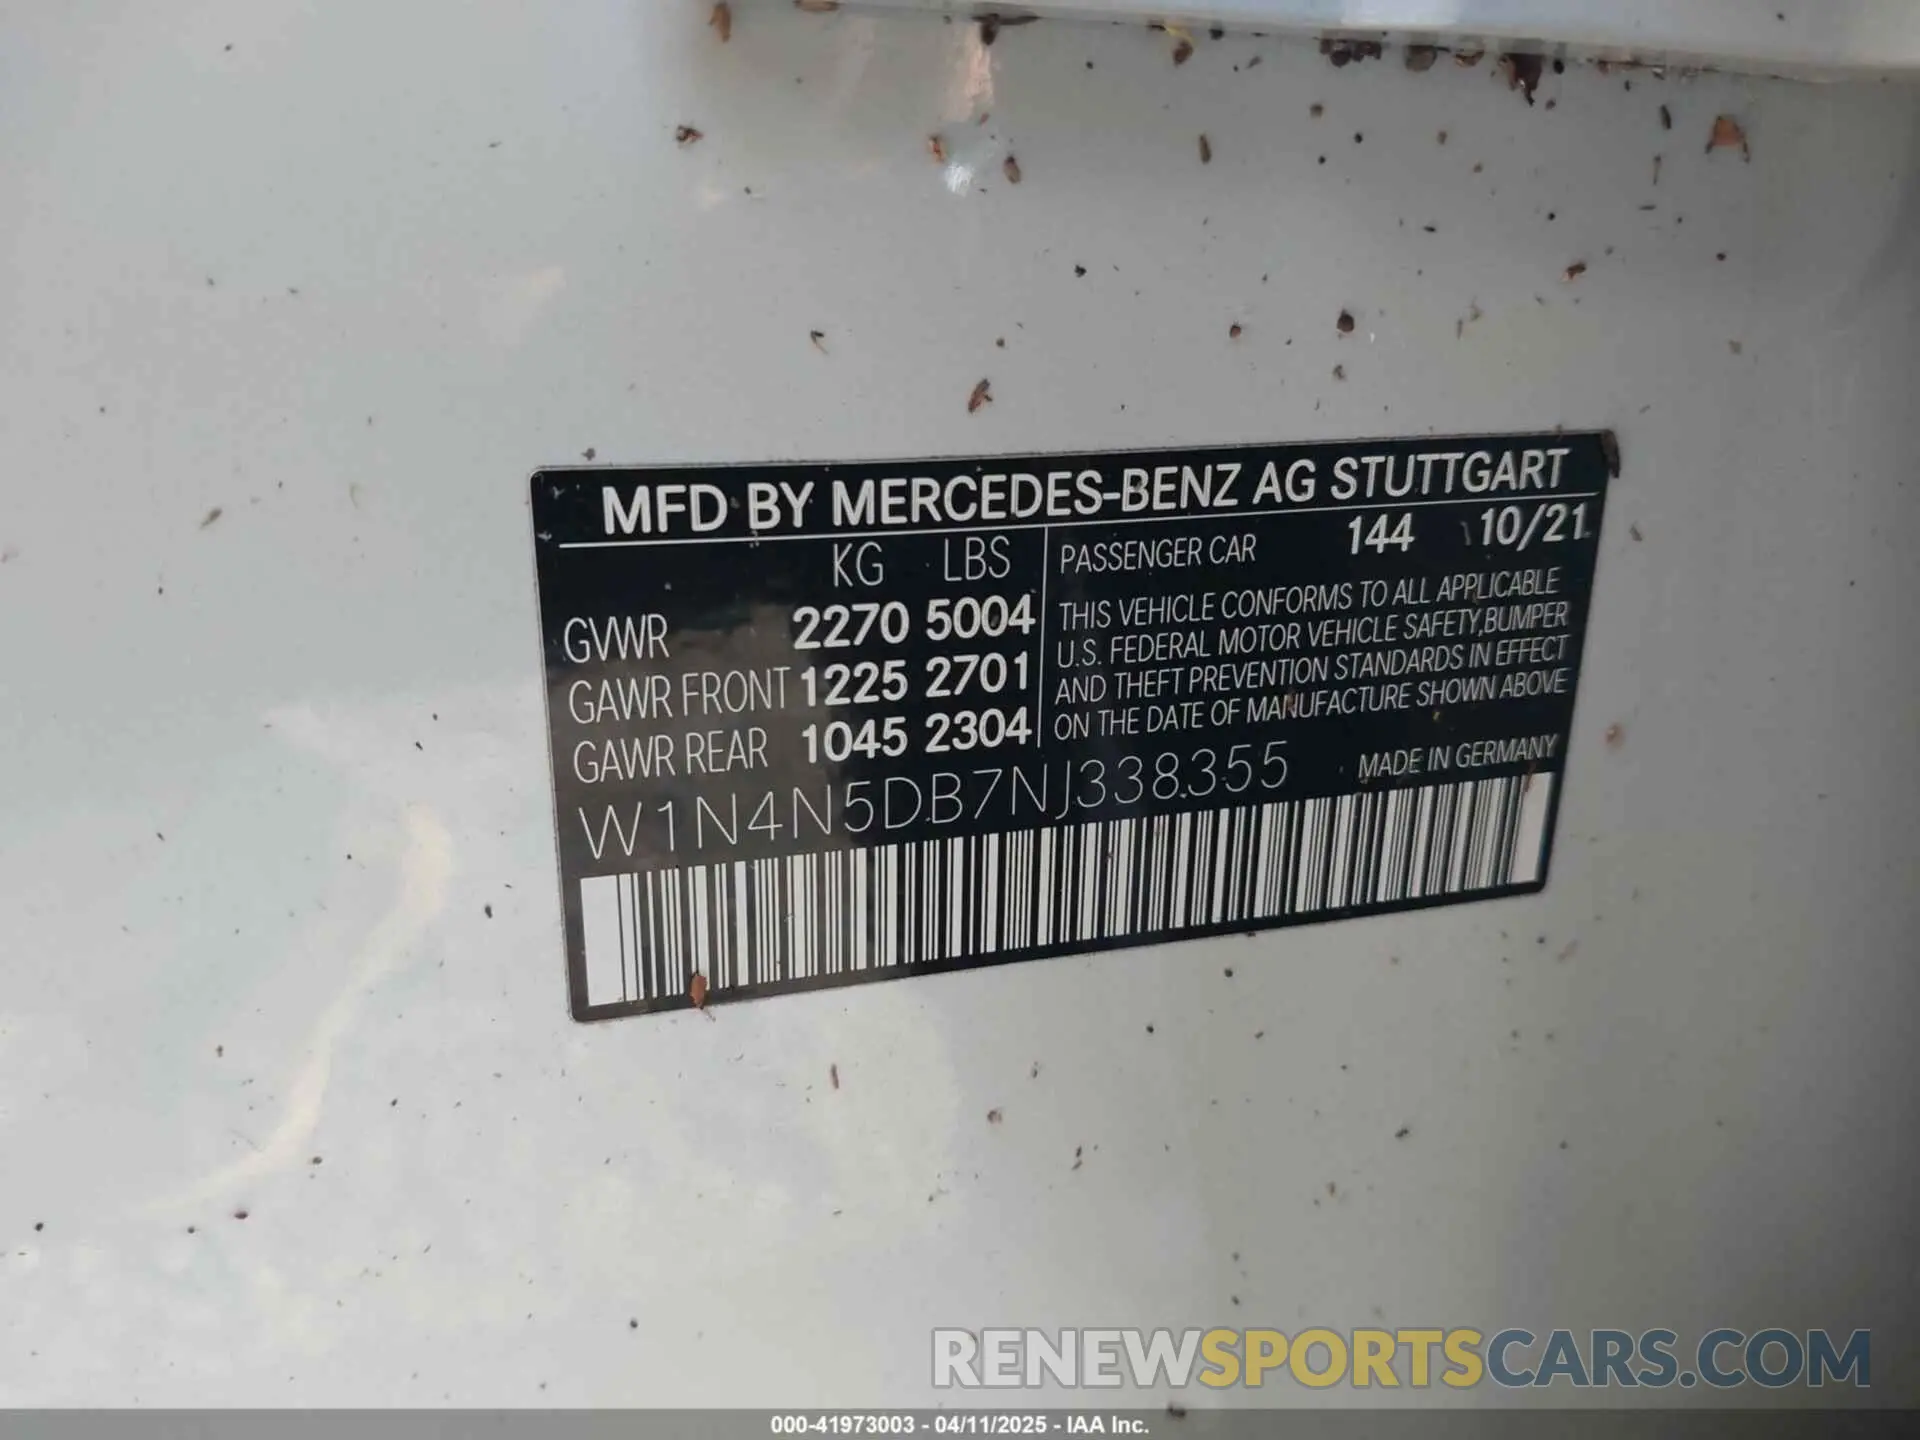 MFD BY MERCEDES-BENZ AG STUTTGART
KG LBS
GVWR 2270 5004
GAWR FRONT 1225 2701
GAWR REAR 1045 2304
PASSENGER CAR 144 10/21
THIS VEHICLE CONFORMS TO ALL APPLICABLE
U.S. FEDERAL MOTOR VEHICLE SAFETY,BUMPER
AND THEFT PREVENTION STANDARDS IN EFFECT
ON THE DATE OF MANUFACTURE SHOWN ABOVE
W1N4N5DB7NJ338355 MADE IN GERMANY
RENEWSPORTSCARS.COM
000-41973003 - 04/11/2025 - IAA Inc.